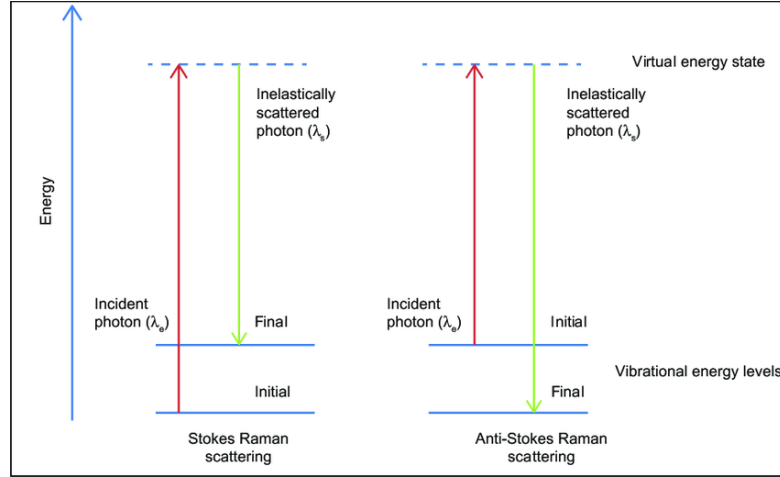 Virtual energy state
Inelastically
scattered
photon (λs)
Inelastically
scattered
photon (λs)
Energy
Incident
photon (λe)
Final
Incident
photon (λe)
Initial
Vibrational energy levels
Initial
Final
Stokes Raman
scattering
Anti-Stokes Raman
scattering